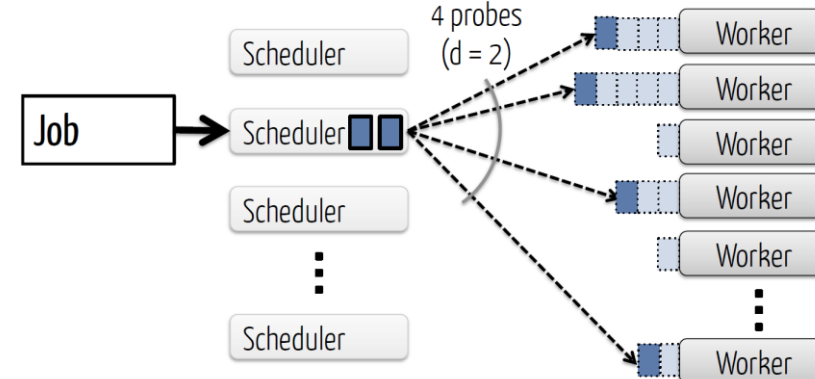 4 probes
(d = 2)
Job
Scheduler
Scheduler
Scheduler
Scheduler
Worker
Worker
Worker
Worker
Worker
Worker